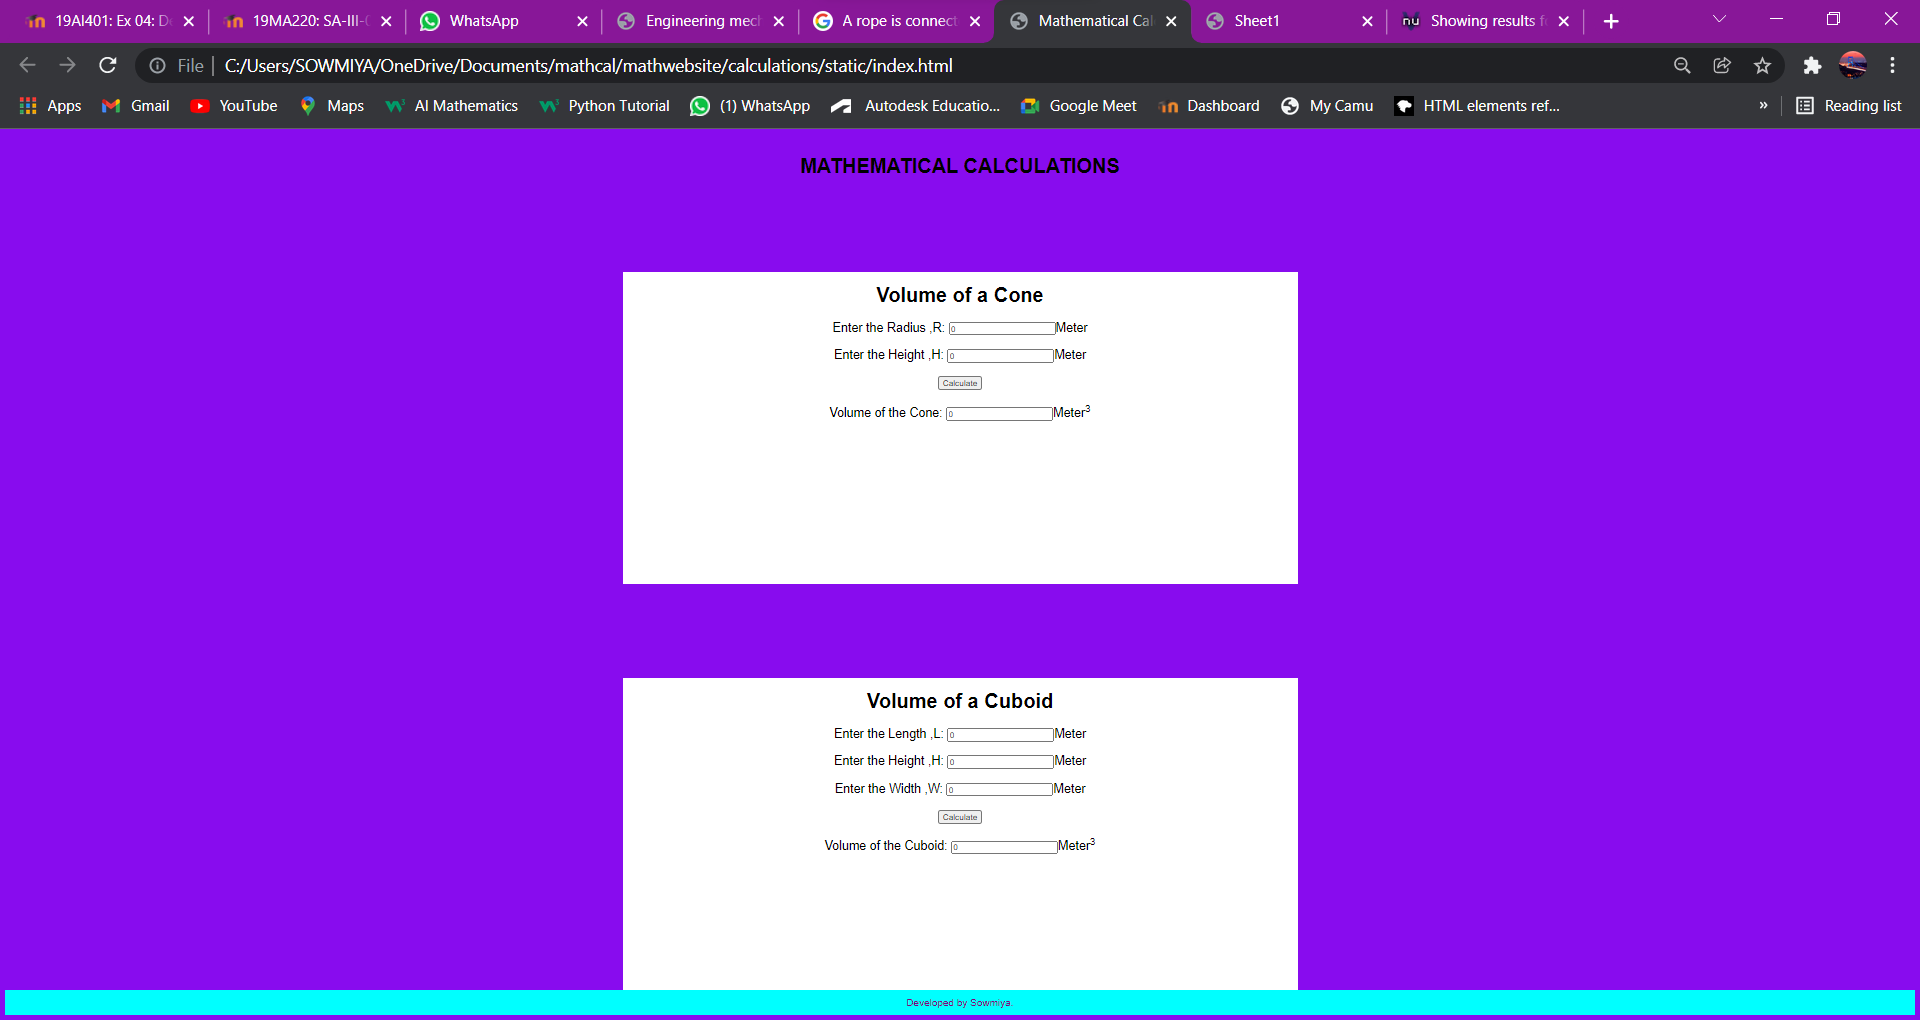 19AI401: Ex 04: D
19MA220: SA-III-
WhatsApp
Engineering mech
A rope is connect
Mathematical Cal
Sheet1
nu Showing results f
File C:/Users/SOWMIYA/OneDrive/Documents/mathcal/mathwebsite/calculations/static/index.html
Apps Gmail YouTube Maps AI Mathematics Python Tutorial (1) WhatsApp Autodesk Educatio... Google Meet Dashboard My Camu HTML elements ref... » Reading list
MATHEMATICAL CALCULATIONS
Volume of a Cone
Enter the Radius ,R: 0 Meter
Enter the Height ,H: 0 Meter
Calculate
Volume of the Cone: 0 Meter³
Volume of a Cuboid
Enter the Length ,L: 0 Meter
Enter the Height ,H: 0 Meter
Enter the Width ,W: 0 Meter
Calculate
Volume of the Cuboid: 0 Meter³
Developed by Sowmiya.